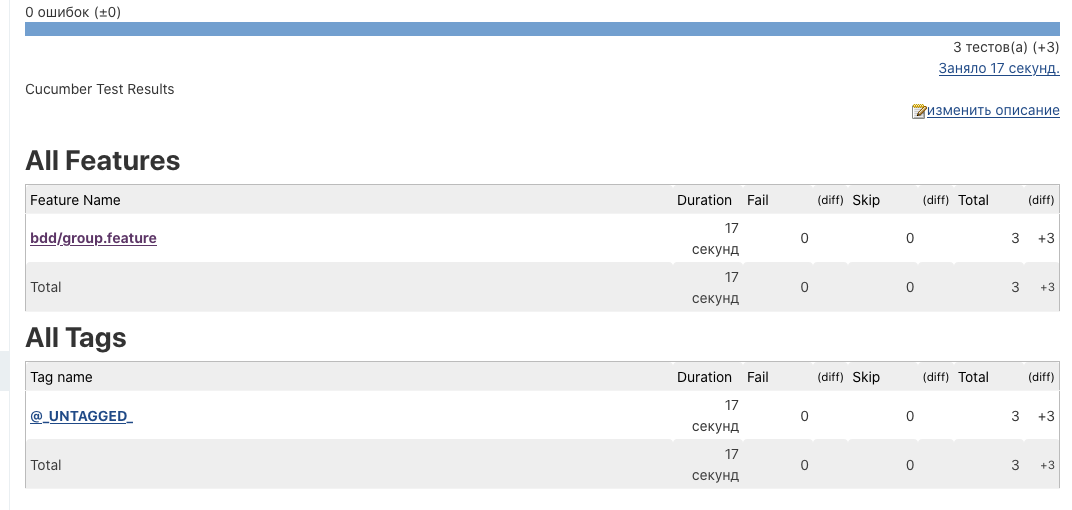 0 ошибок (±0)
3 тестов(а) (+3)
Заняло 17 секунд.
Cucumber Test Results
изменить описание
All Features
Feature Name Duration Fail (diff) Skip (diff) Total (diff)
bdd/group.feature 17 секунд 0 0 3 +3
Total 17 секунд 0 0 3 +3
All Tags
Tag name Duration Fail (diff) Skip (diff) Total (diff)
@_UNTAGGED_ 17 секунд 0 0 3 +3
Total 17 секунд 0 0 3 +3